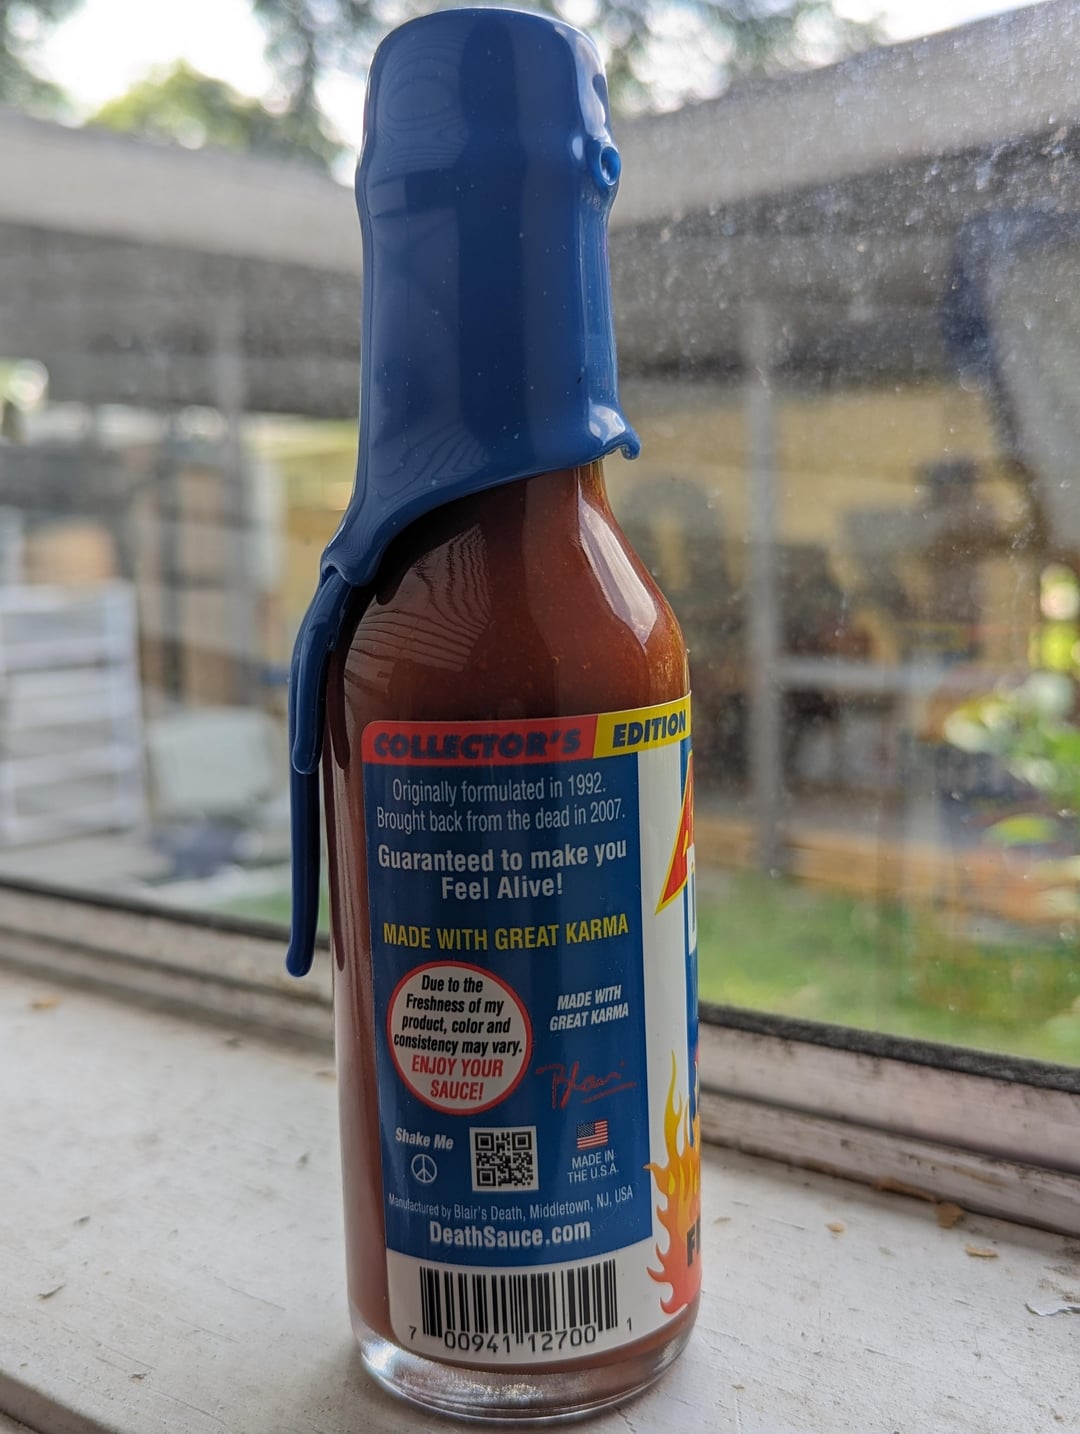 COLLECTOR'S EDITION
Originally formulated in 1992.
Brought back from the dead in 2007.
Guaranteed to make you
Feel Alive!
MADE WITH GREAT KARMA
Due to the
Freshness of my
product, color and
consistency may vary.
ENJOY YOUR
SAUCE!
MADE WITH
GREAT KARMA
Blair
Shake Me
MADE IN
THE U.S.A.
Manufactured by Blair's Death, Middletown, NJ, USA
DeathSauce.com
7 00941 12700 1